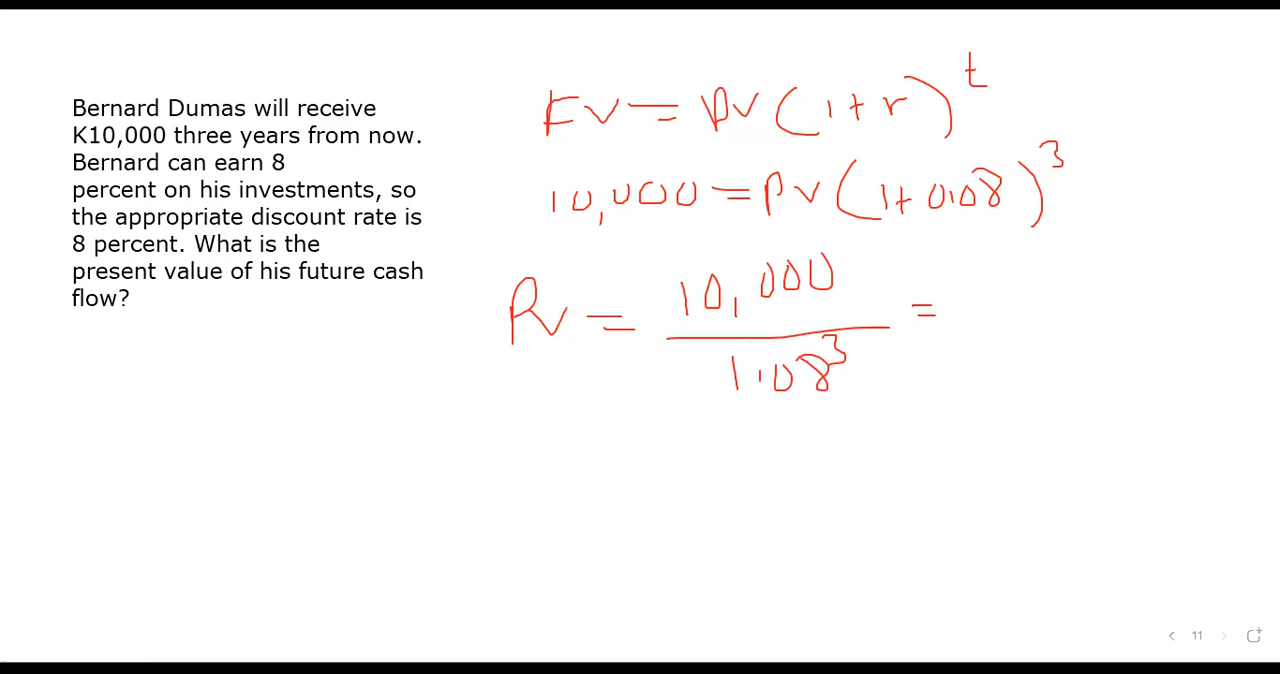 Bernard Dumas will receive
K10,000 three years from now.
Bernard can earn 8
percent on his investments, so
the appropriate discount rate is
8 percent. What is the
present value of his future cash
flow?
FV = PV(1+r)^t
10,000 = PV(1+0.08)^3
PV = 10,000 / 1.08^3 =
< 11 >